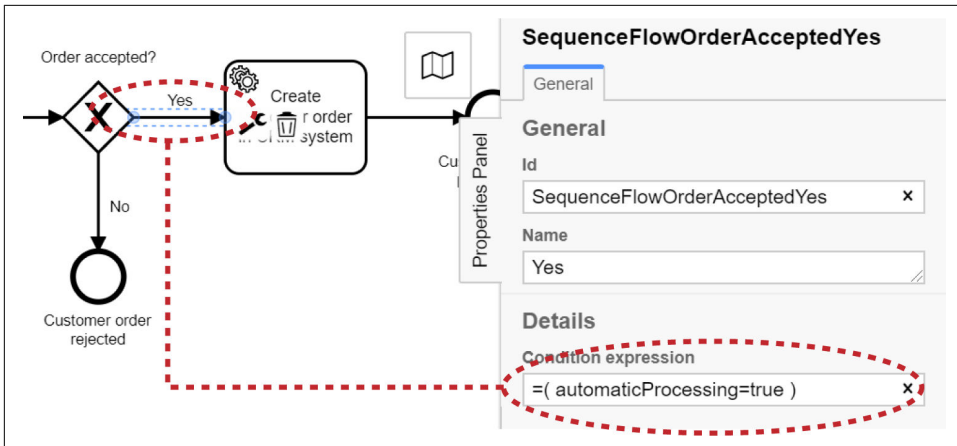 Order accepted?
Yes
No
Customer order
rejected
Create
order
system
Properties Panel
SequenceFlowOrderAcceptedYes
General
General
Id
SequenceFlowOrderAcceptedYes
Name
Yes
Details
Condition expression
=( automaticProcessing=true )